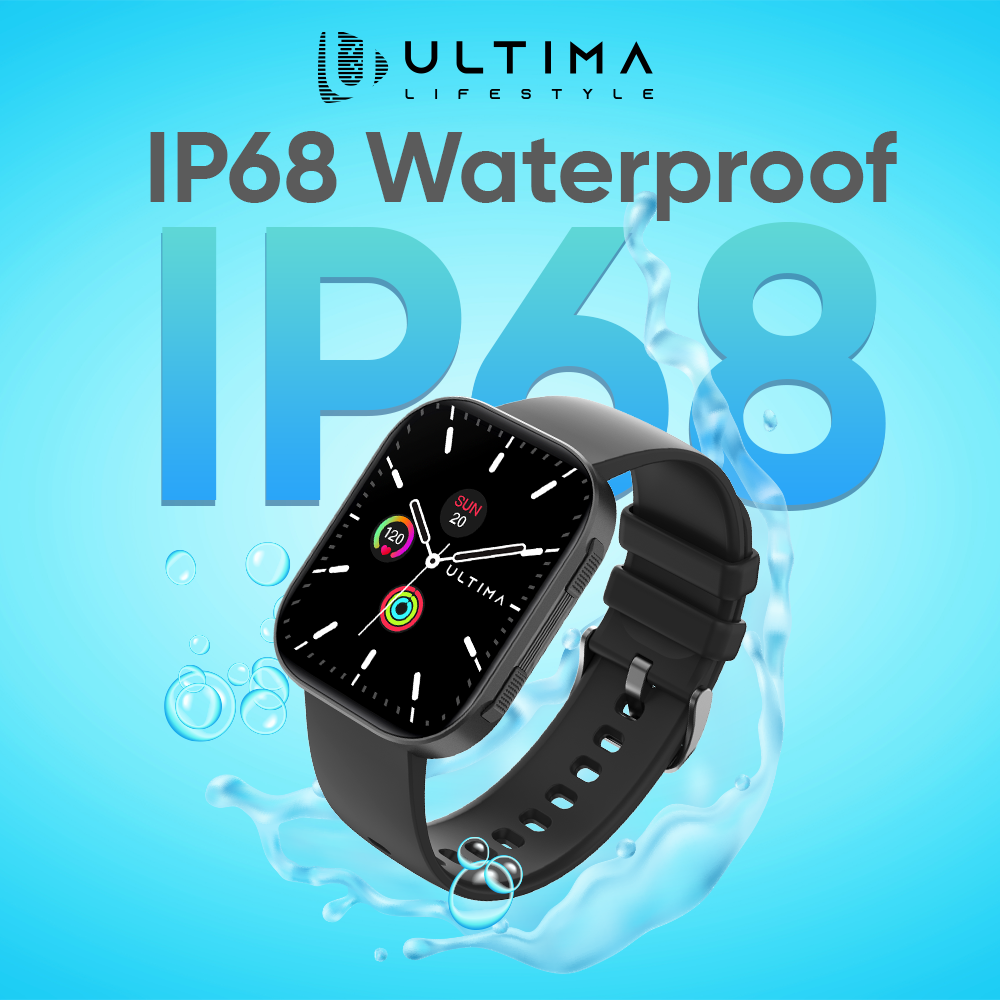 ULTIMA
LIFESTYLE
IP68 Waterproof
IP68
SUN
20
120
ULTIMA